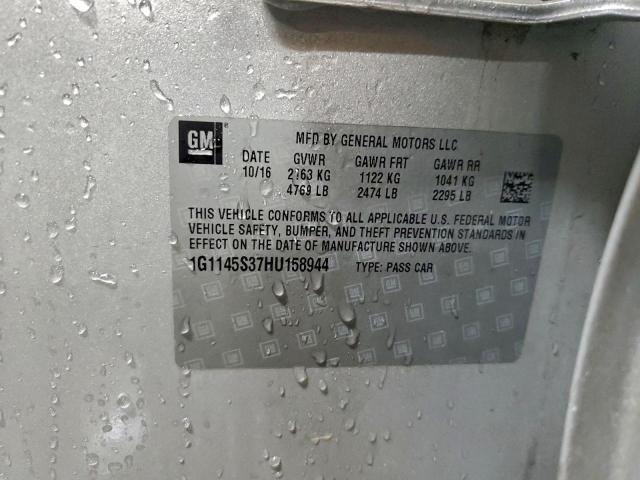 GM
MFD BY GENERAL MOTORS LLC
DATE GVWR GAWR FRT GAWR RR
10/16 2163 KG 1122 KG 1041 KG
4769 LB 2474 LB 2295 LB
THIS VEHICLE CONFORMS TO ALL APPLICABLE U.S. FEDERAL MOTOR
VEHICLE SAFETY, BUMPER, AND THEFT PREVENTION STANDARDS IN
EFFECT ON THE DATE OF MANUFACTURE SHOWN ABOVE.
1G1145S37HU158944 TYPE: PASS CAR